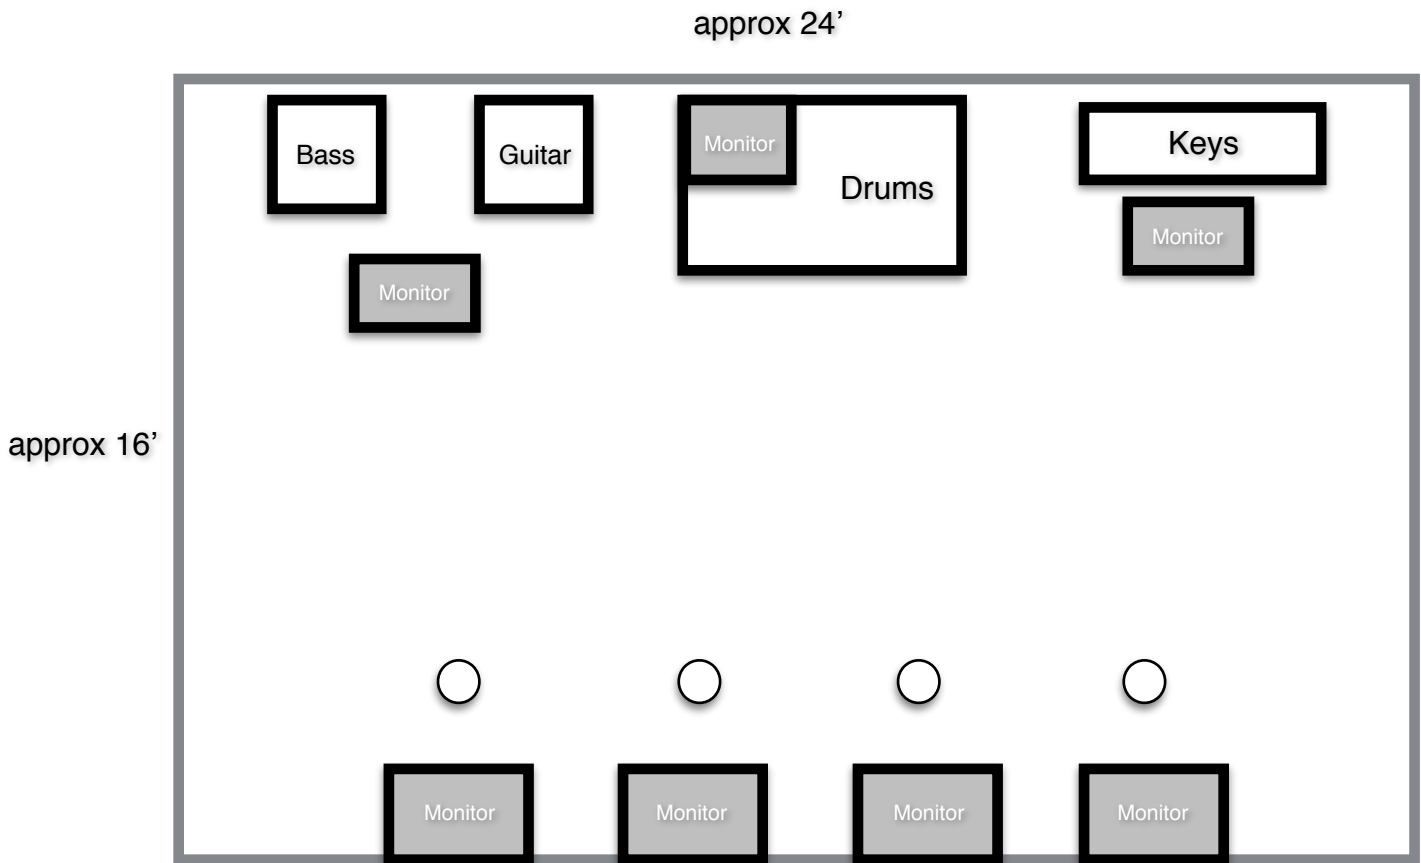 approx 24’
Bass
Guitar
Monitor
Drums
Keys
Monitor
Monitor
approx 16’
Monitor
Monitor
Monitor
Monitor